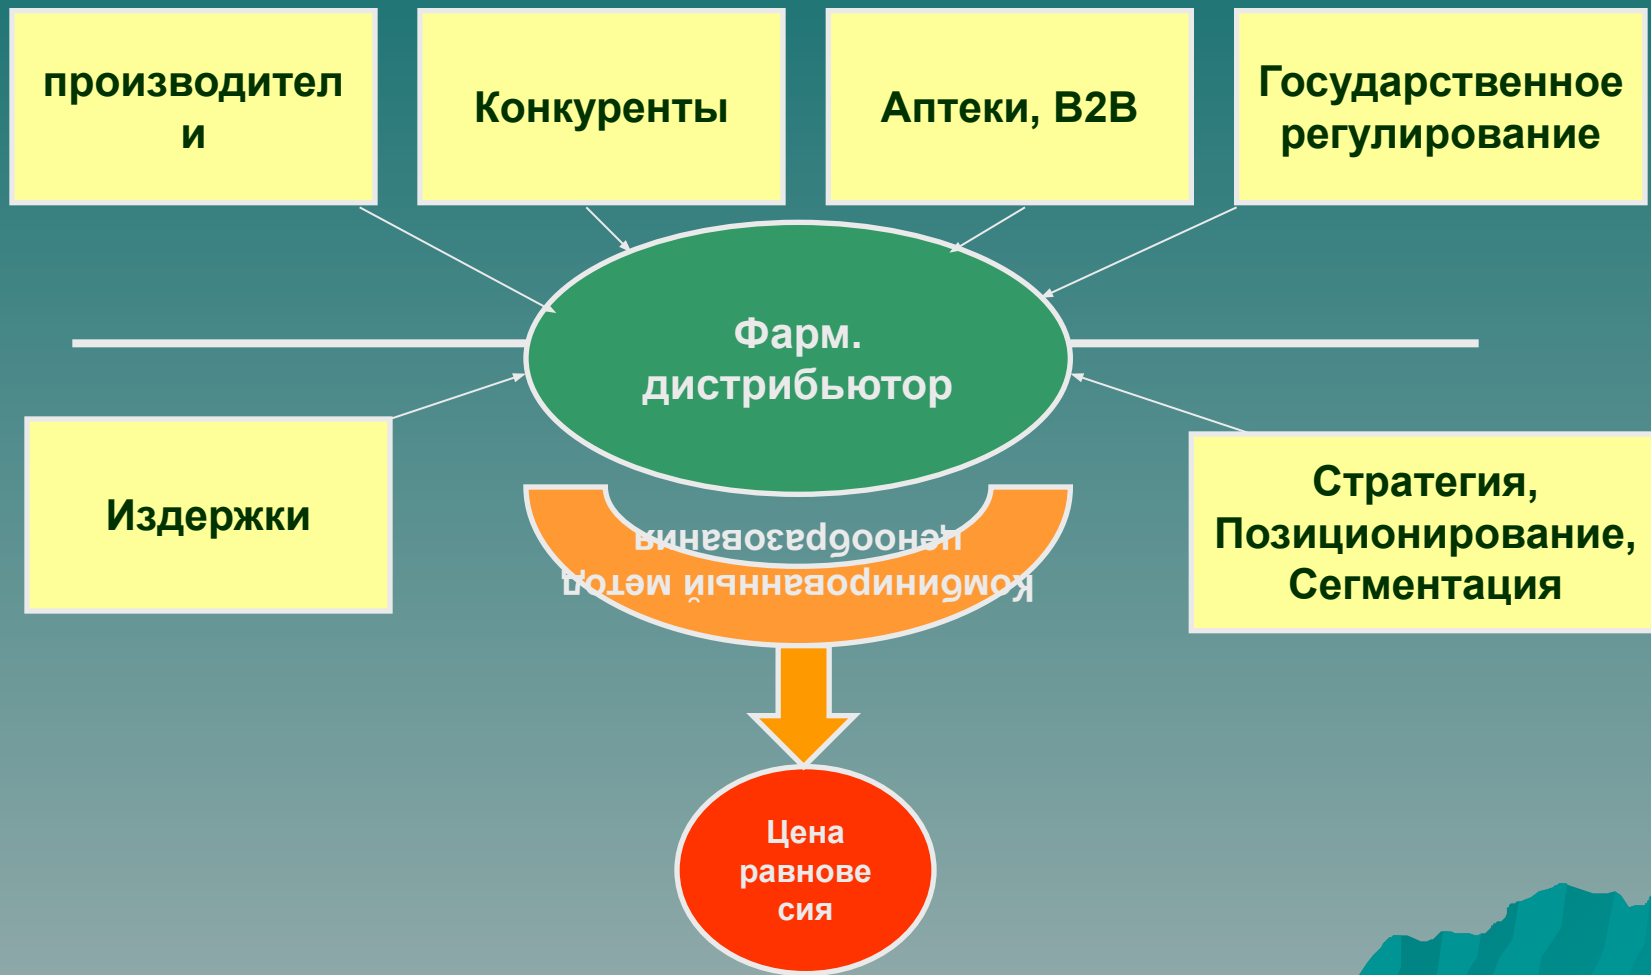 производител
и
Конкуренты
Аптеки, B2B
Государственное
регулирование
Фарм.
дистрибьютор
Издержки
Стратегия,
Позиционирование,
Сегментация
Комбинированный метод
ценообразования
Цена
равнове
сия